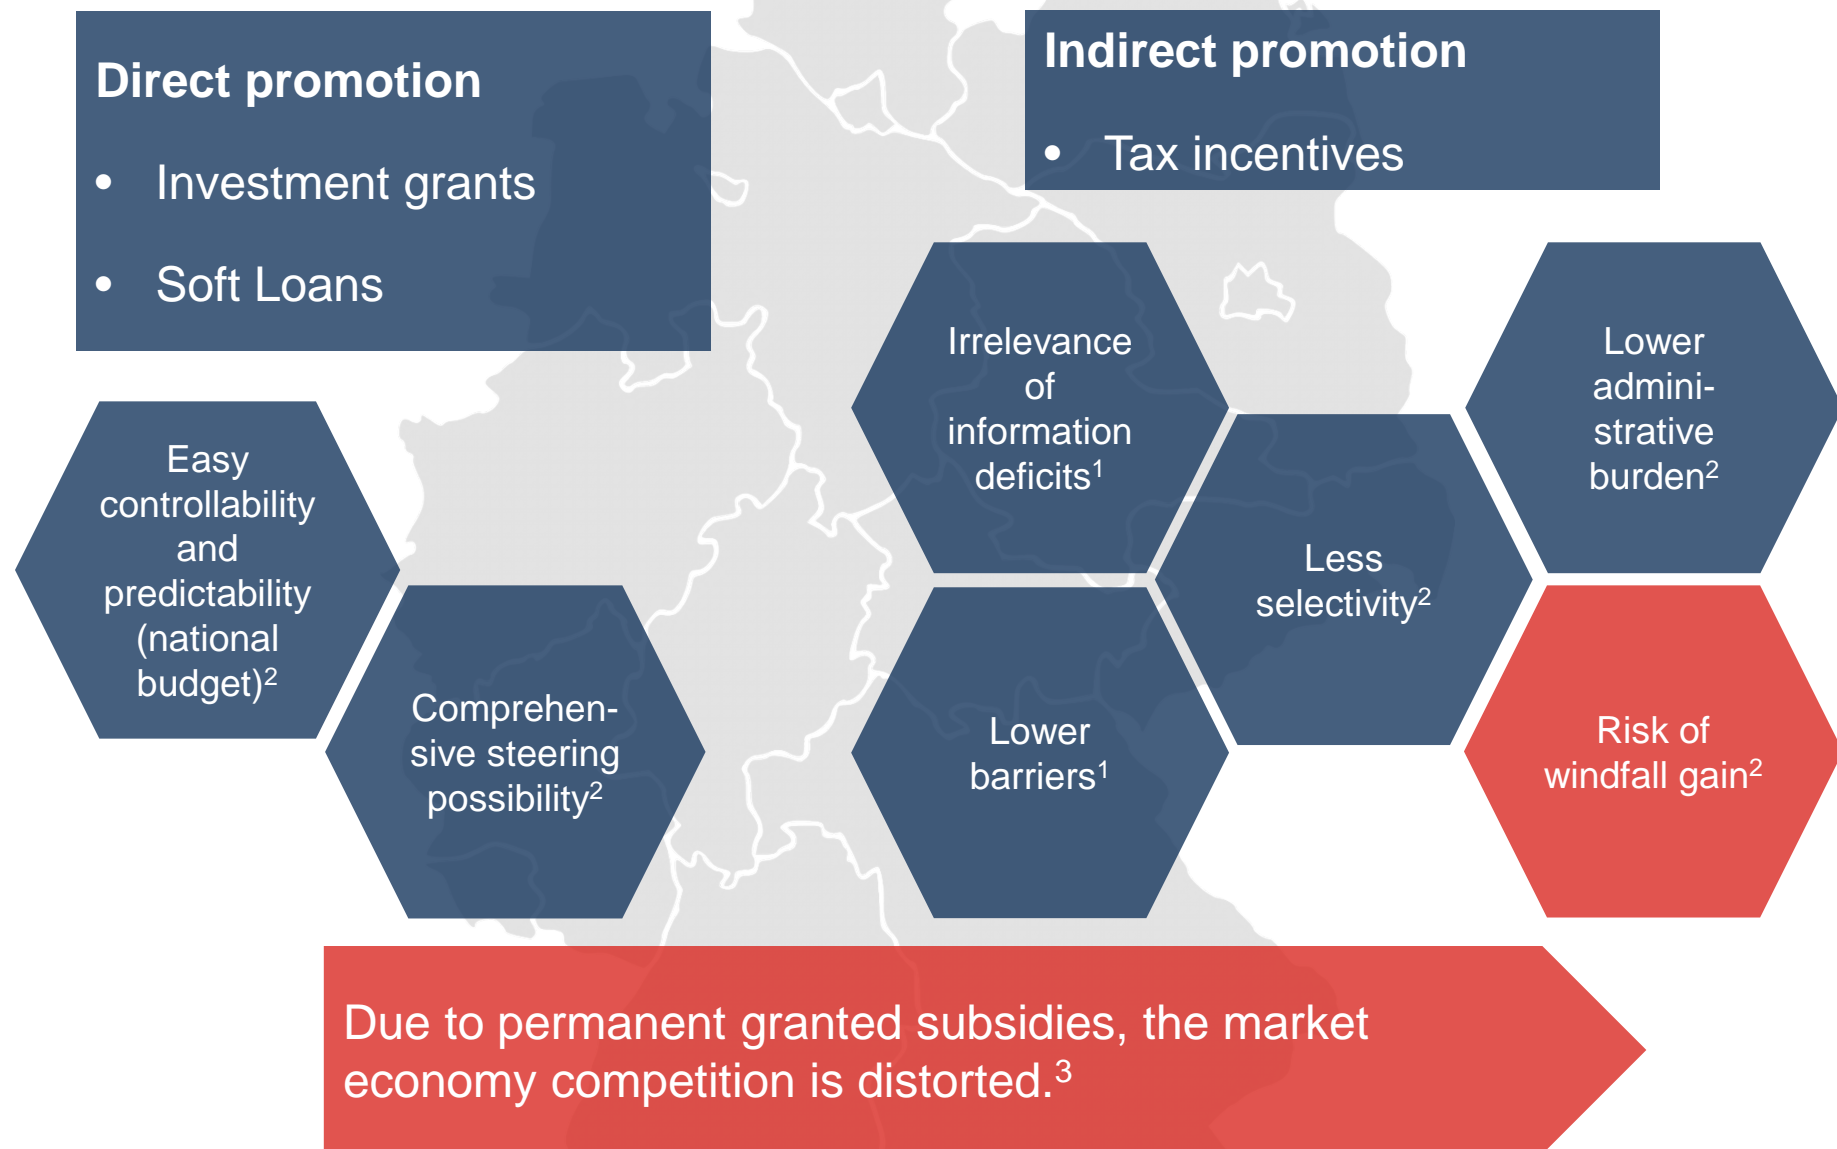 Direct promotion
• Investment grants
• Soft Loans
Indirect promotion
• Tax incentives
Easy
controllability
and
predictability
(national
budget)²
Comprehen-
sive steering
possibility²
Irrelevance
of
information
deficits¹
Lower
barriers¹
Less
selectivity²
Lower
admini-
strative
burden²
Risk of
windfall gain²
Due to permanent granted subsidies, the market
economy competition is distorted.³